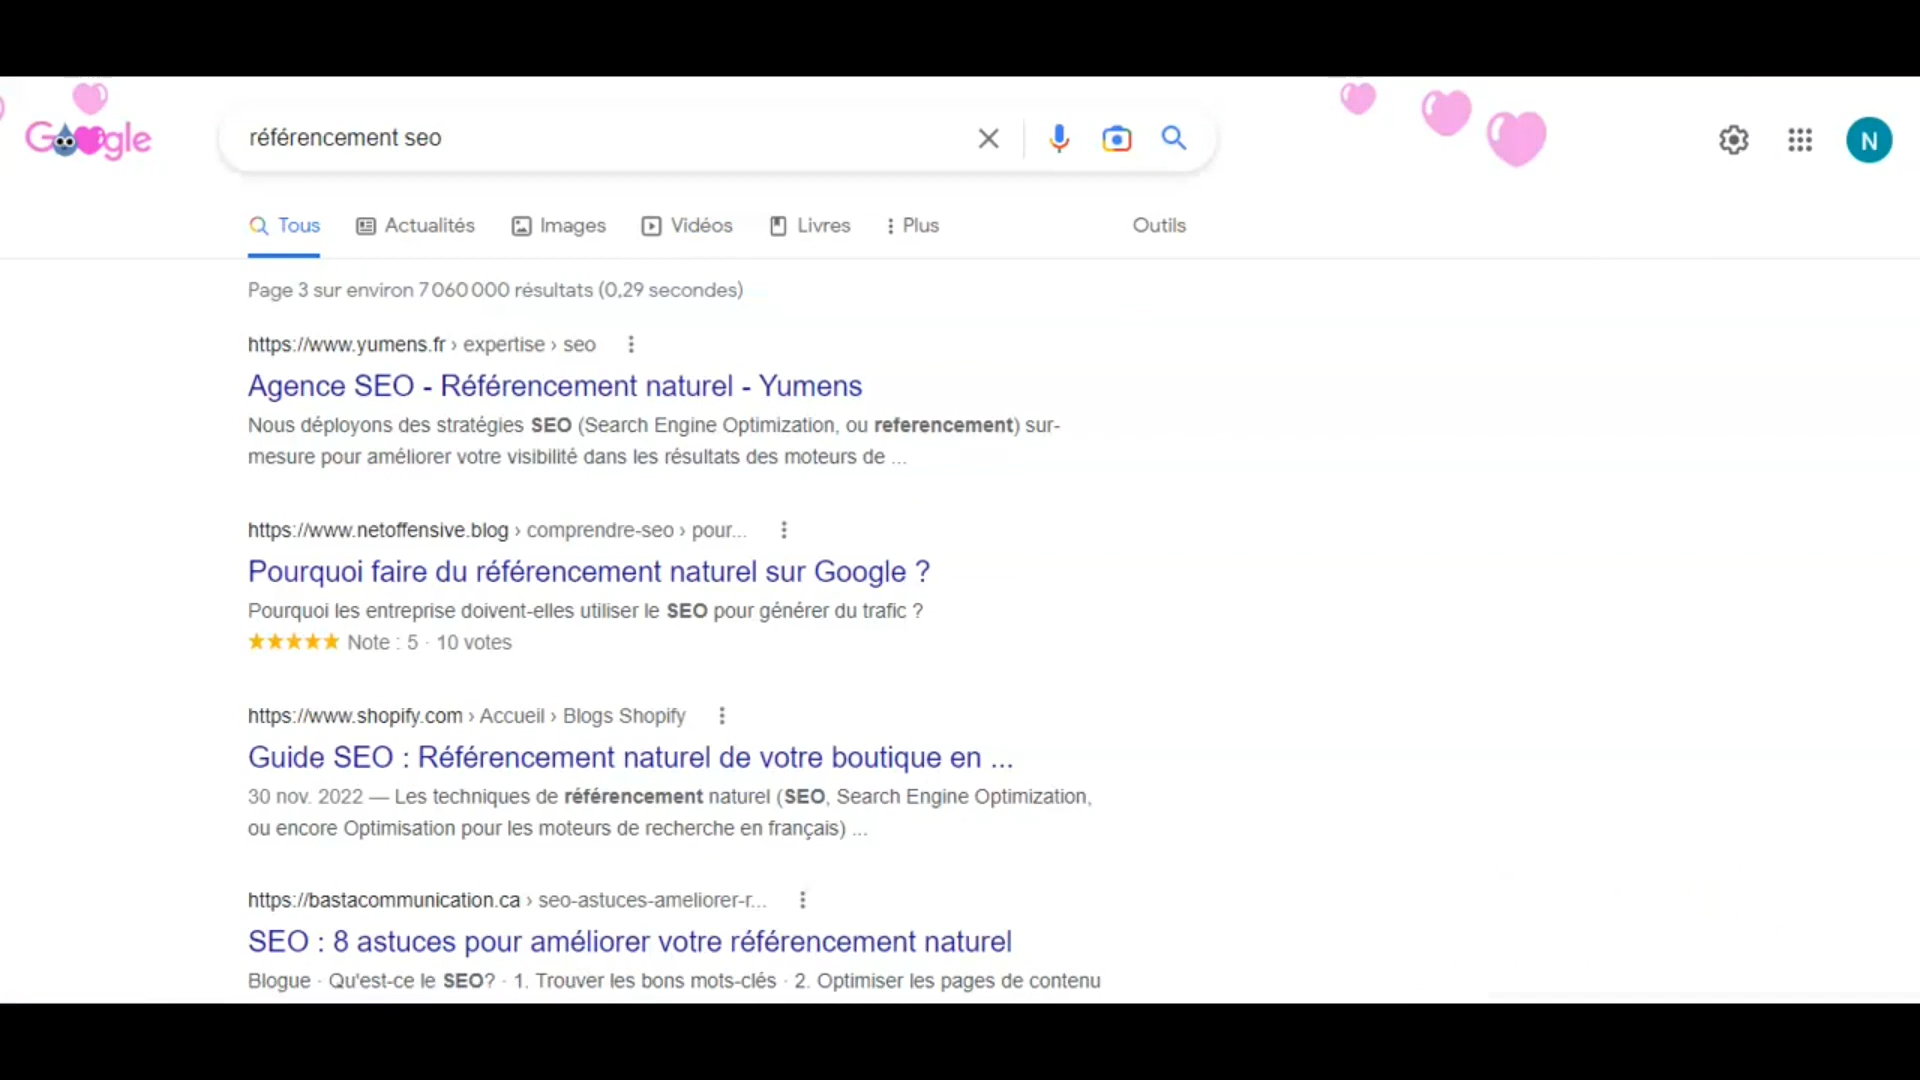 Google
référencement seo
N
Tous
Actualités
Images
Vidéos
Livres
Plus
Outils
Page 3 sur environ 7 060 000 résultats (0,29 secondes)
https://www.yumens.fr › expertise › seo
Agence SEO - Référencement naturel - Yumens
Nous déployons des stratégies SEO (Search Engine Optimization, ou referencement) sur-
mesure pour améliorer votre visibilité dans les résultats des moteurs de ...
https://www.netoffensive.blog › comprendre-seo › pour...
Pourquoi faire du référencement naturel sur Google ?
Pourquoi les entreprise doivent-elles utiliser le SEO pour générer du trafic ?
★★★★★ Note : 5 · 10 votes
https://www.shopify.com › Accueil › Blogs Shopify
Guide SEO : Référencement naturel de votre boutique en ...
30 nov. 2022 — Les techniques de référencement naturel (SEO, Search Engine Optimization,
ou encore Optimisation pour les moteurs de recherche en français) ...
https://bastacommunication.ca › seo-astuces-ameliorer-r...
SEO : 8 astuces pour améliorer votre référencement naturel
Blogue · Qu'est-ce le SEO? · 1. Trouver les bons mots-clés · 2. Optimiser les pages de contenu